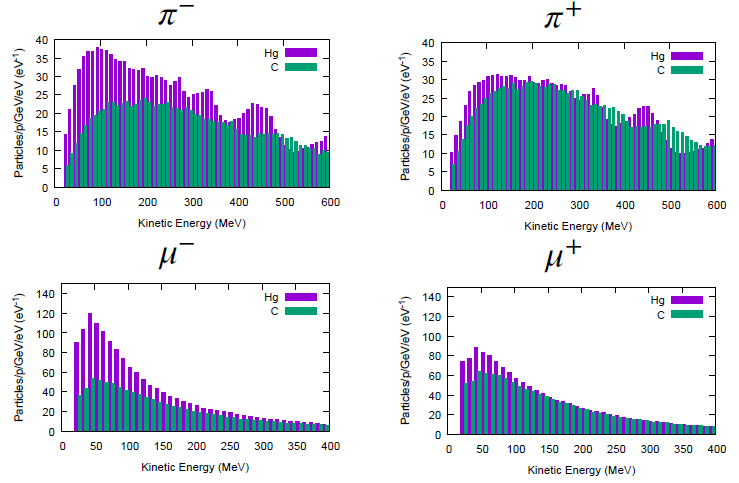 π⁻
Particles/p/GeV/eV (eV⁻¹)
40
35
30
25
20
15
10
5
0
Hg
C
0 100 200 300 400 500 600
Kinetic Energy (MeV)
π⁺
Particles/p/GeV/eV (eV⁻¹)
40
35
30
25
20
15
10
5
0
Hg
C
0 100 200 300 400 500 600
Kinetic Energy (MeV)
μ⁻
Particles/p/GeV/eV (eV⁻¹)
140
120
100
80
60
40
20
0
Hg
C
0 50 100 150 200 250 300 350 400
Kinetic Energy (MeV)
μ⁺
Particles/p/GeV/eV (eV⁻¹)
140
120
100
80
60
40
20
0
Hg
C
0 50 100 150 200 250 300 350 400
Kinetic Energy (MeV)